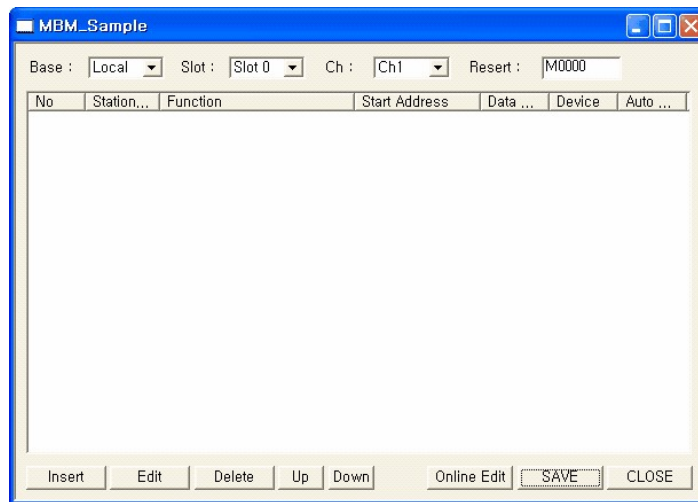 MBM_Sample
Base : Local Slot : Slot 0 Ch : Ch1 Resert : M0000
No Station,,, Function Start Address Data ,,, Device Auto ,,,
Insert Edit Delete Up Down Online Edit SAVE CLOSE